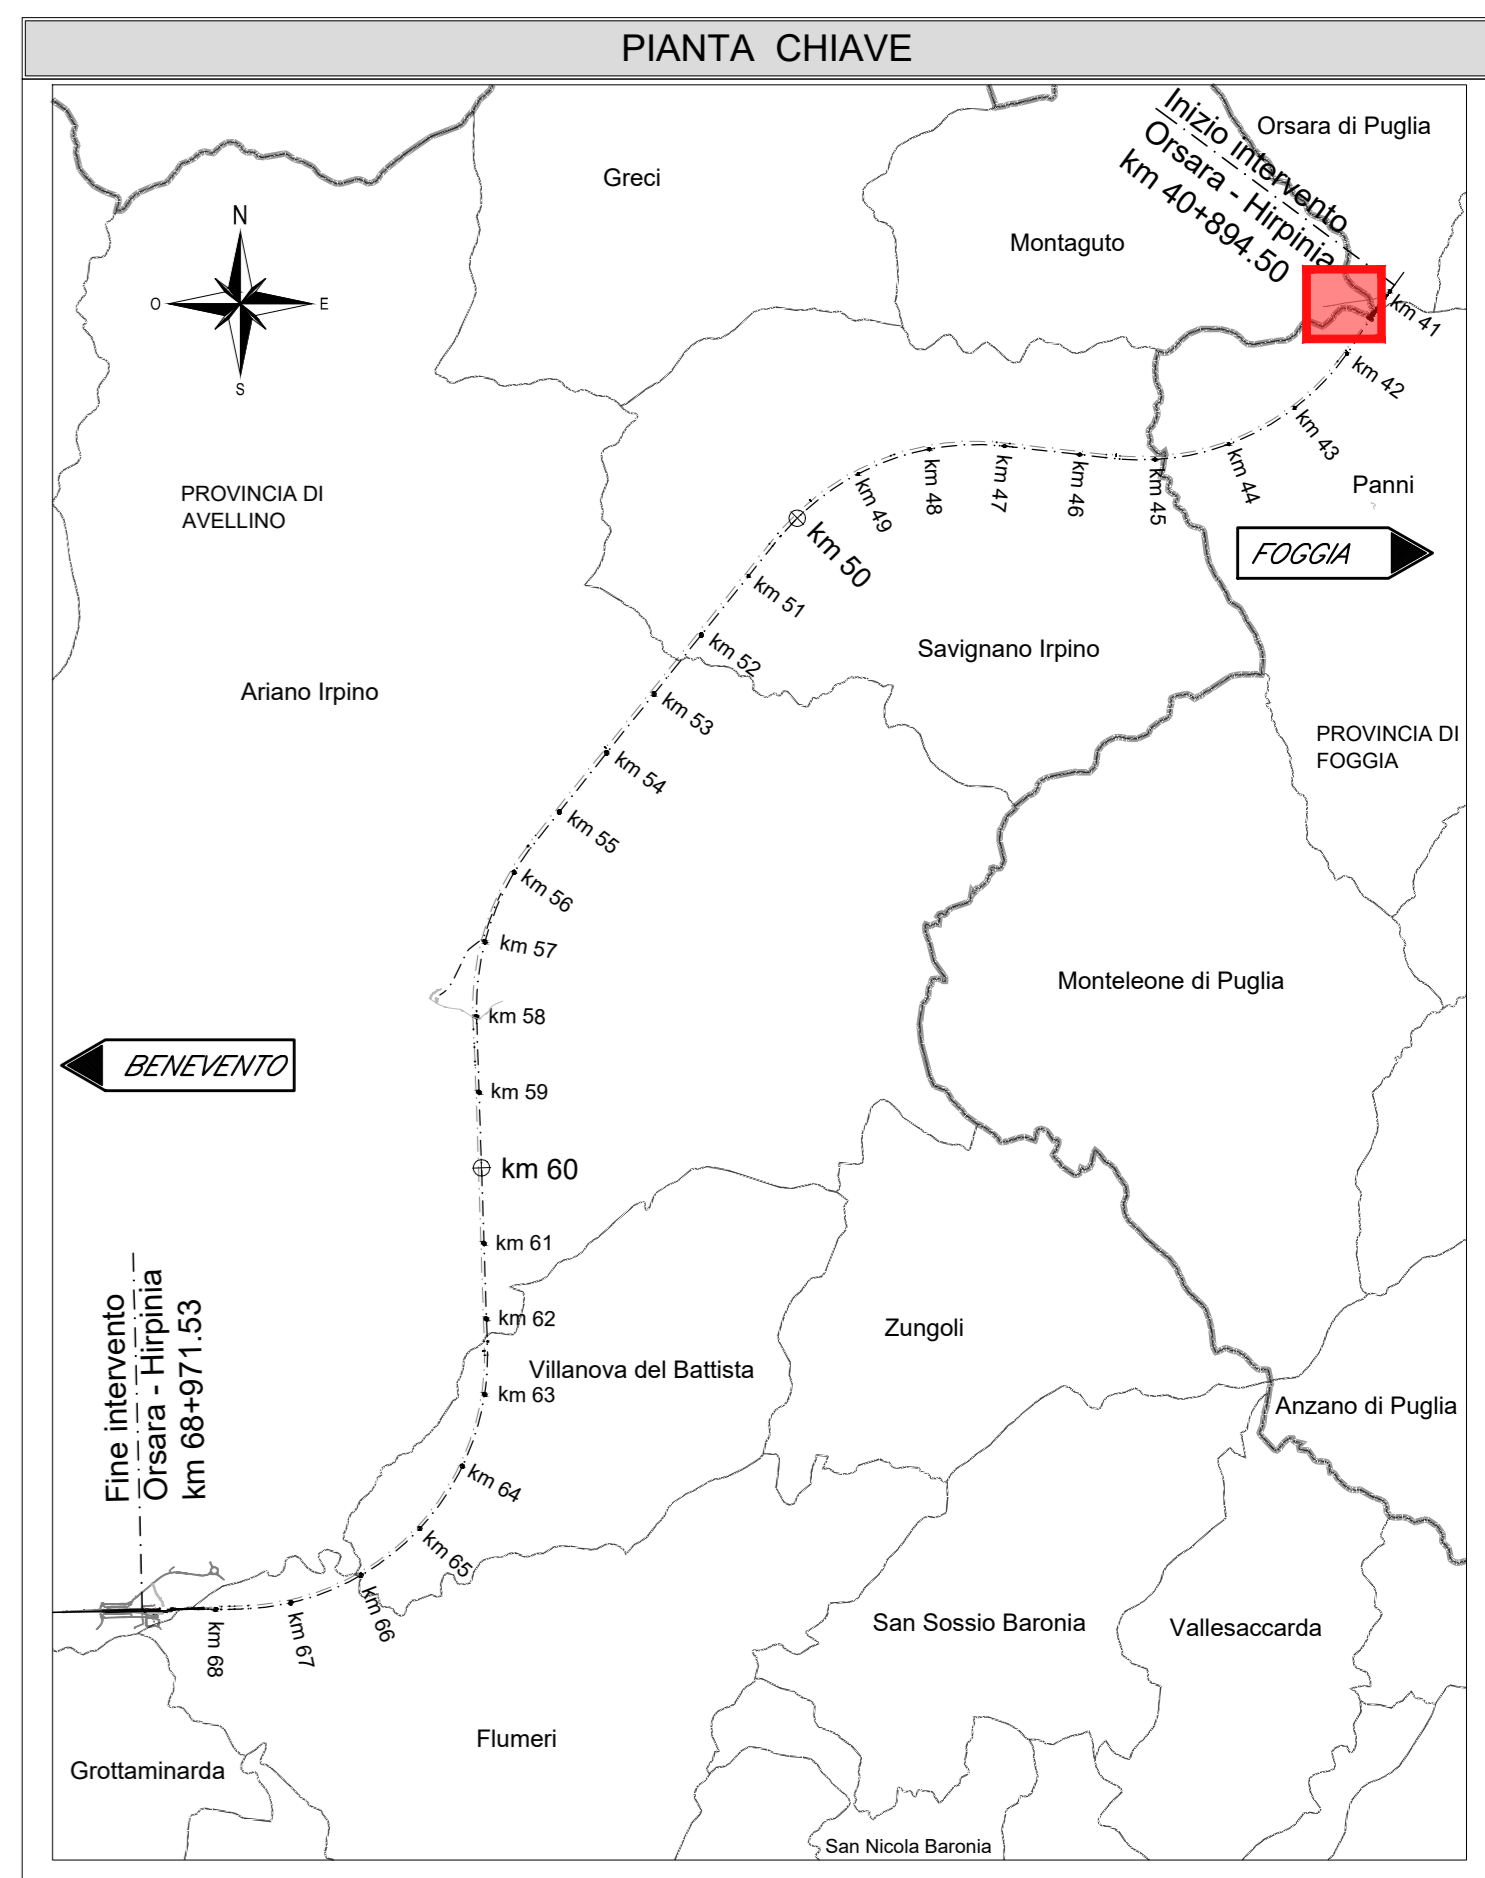 PIANTA CHIAVE
Inizio intervento
Orsara - Hirpinia
km 40+894.50
Orsara di Puglia
Greci
Montaguto
N
O
E
S
km 41
km 42
km 43
km 44
km 45
km 46
km 47
km 48
km 49
km 50
Panni
PROVINCIA DI
AVELLINO
FOGGIA
km 51
km 52
km 53
Savignano Irpino
Ariano Irpino
PROVINCIA DI
FOGGIA
km 54
km 55
km 56
km 57
km 58
km 59
Monteleone di Puglia
BENEVENTO
km 60
km 61
km 62
km 63
Fine intervento
Orsara - Hirpinia
km 68+971.53
Zungoli
Villanova del Battista
Anzano di Puglia
km 64
km 65
km 66
km 67
km 68
San Sossio Baronia
Vallesaccarda
Flumeri
Grottaminarda
San Nicola Baronia